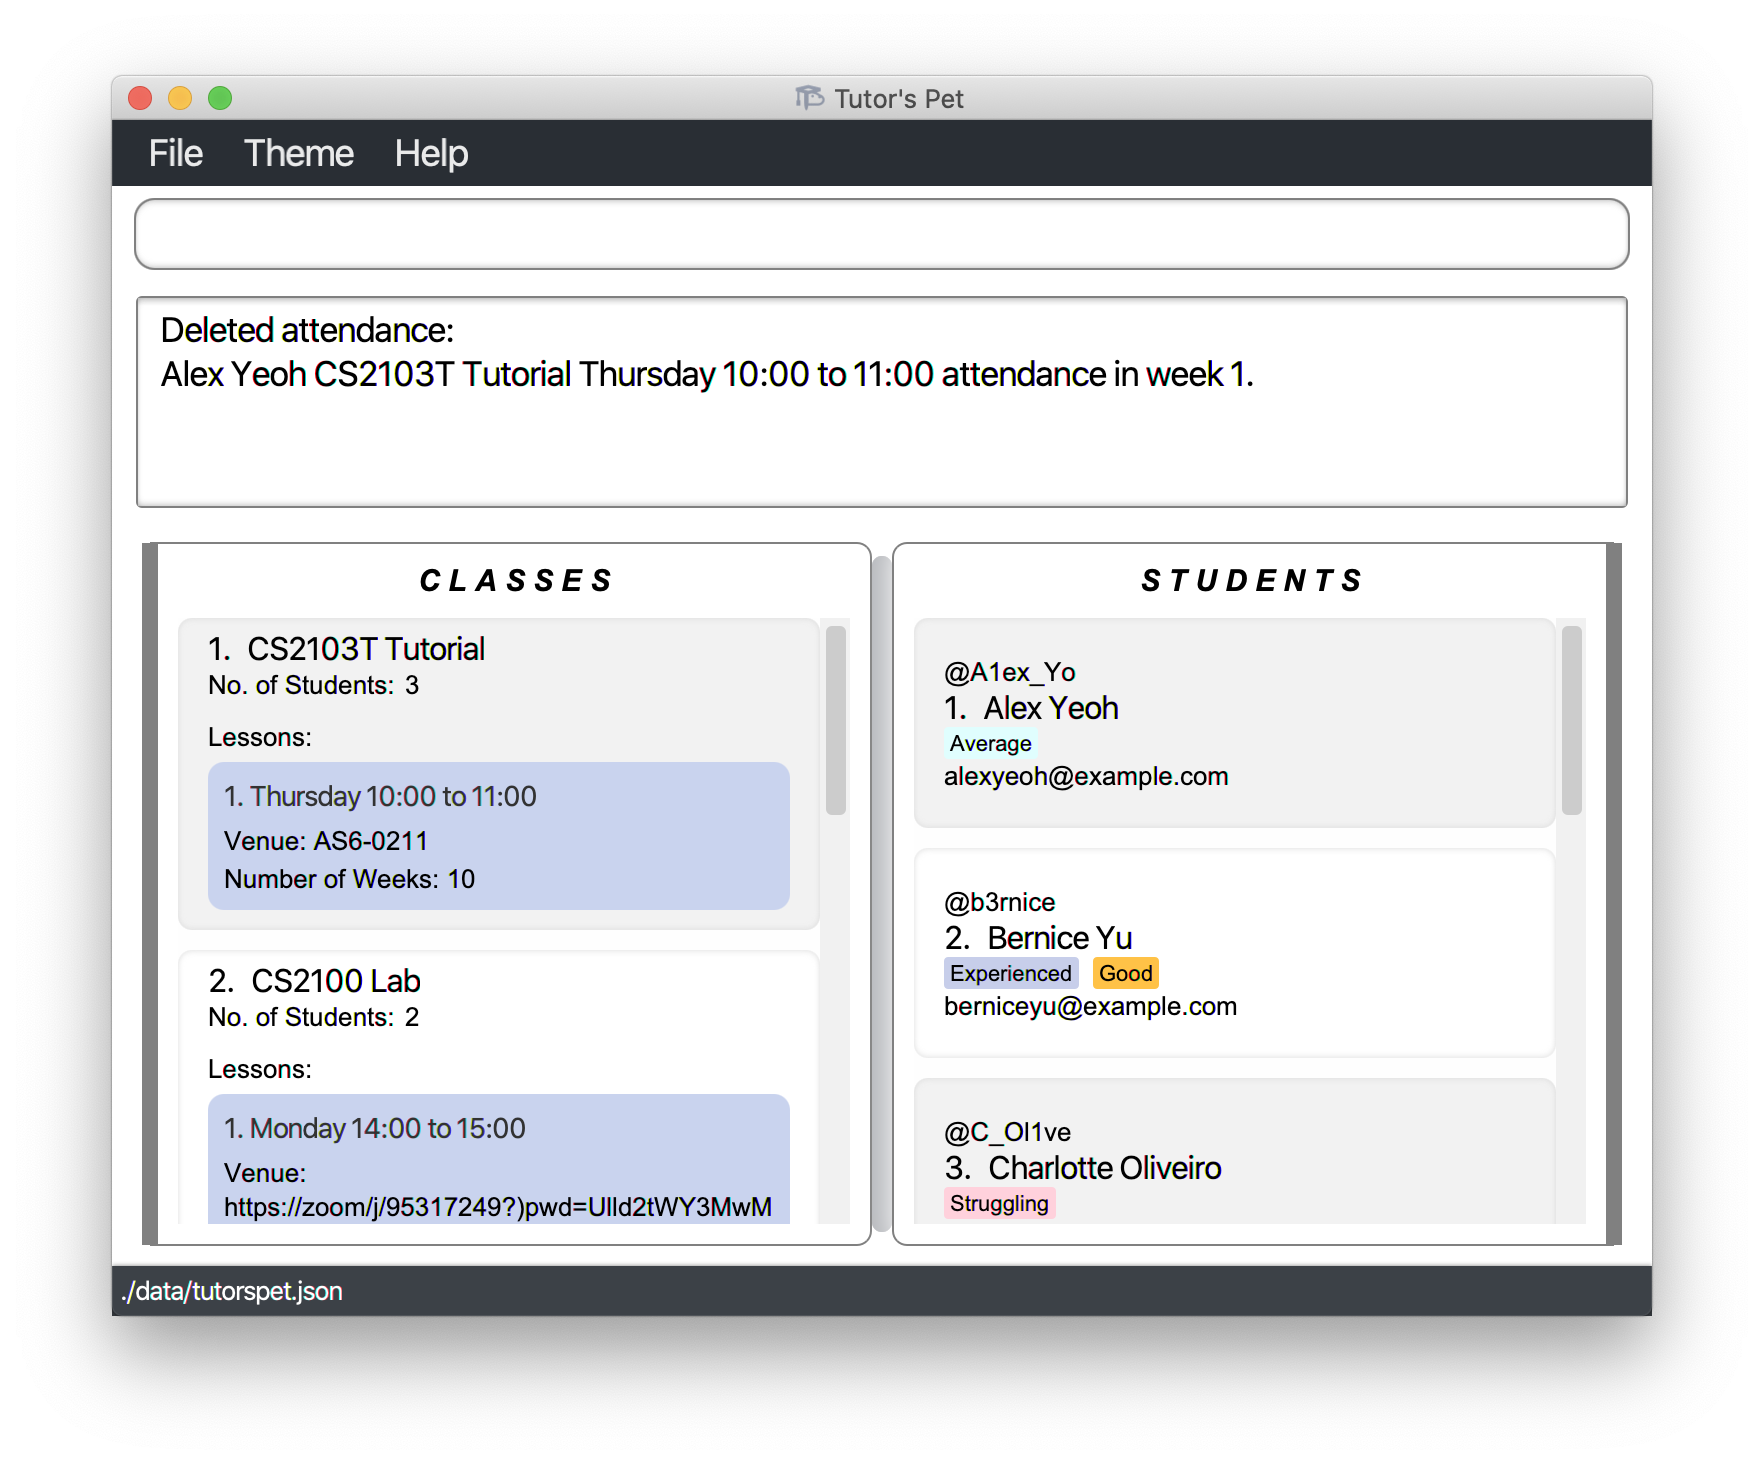 Tutor's Pet
File Theme Help
Deleted attendance:
Alex Yeoh CS2103T Tutorial Thursday 10:00 to 11:00 attendance in week 1.
CLASSES
1. CS2103T Tutorial
No. of Students: 3
Lessons:
1. Thursday 10:00 to 11:00
Venue: AS6-0211
Number of Weeks: 10
2. CS2100 Lab
No. of Students: 2
Lessons:
1. Monday 14:00 to 15:00
Venue:
https://zoom/j/95317249?)pwd=Ulld2tWY3MwM
STUDENTS
@A1ex_Yo
1. Alex Yeoh
Average
alexyeoh@example.com
@b3rnice
2. Bernice Yu
Experienced Good
berniceyu@example.com
@C_Ol1ve
3. Charlotte Oliveiro
Struggling
./data/tutorspet.json